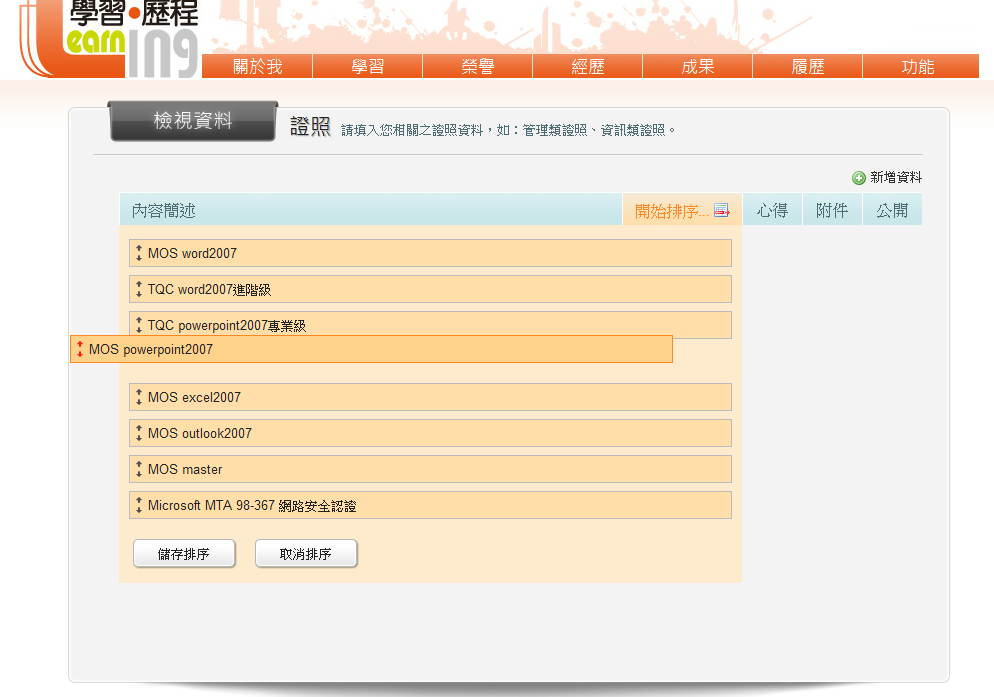 學習•歷程
Learning
關於我 學習 榮譽 經歷 成果 履歷 功能
檢視資料 證照 請填入您相關之證照資料，如：管理類證照、資訊類證照。
新增資料
內容簡述 開始排序... 心得 附件 公開
MOS word2007
TQC word2007進階級
TQC powerpoint2007專業級
MOS powerpoint2007
MOS excel2007
MOS outlook2007
MOS master
Microsoft MTA 98-367 網路安全認證
儲存排序 取消排序